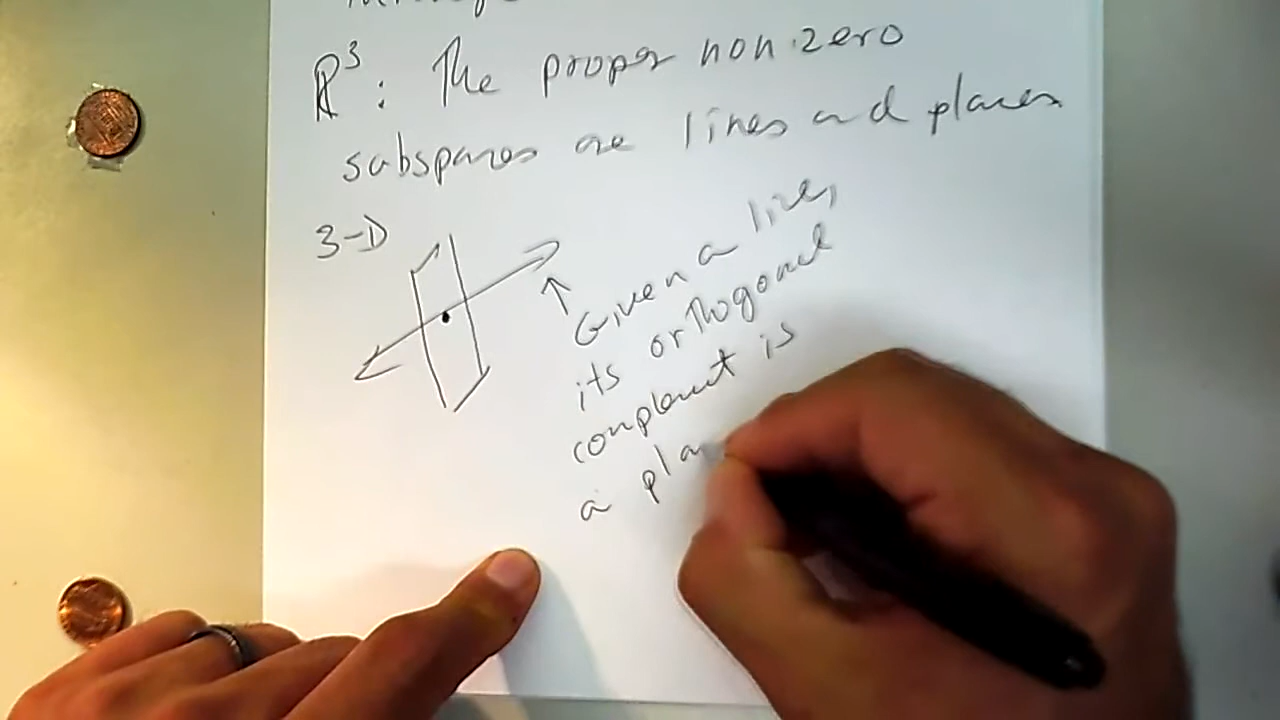 R³: The proper nonzero
subspaces are lines and planes
3-D
Given a line,
its orthogonal
complement is
a pla